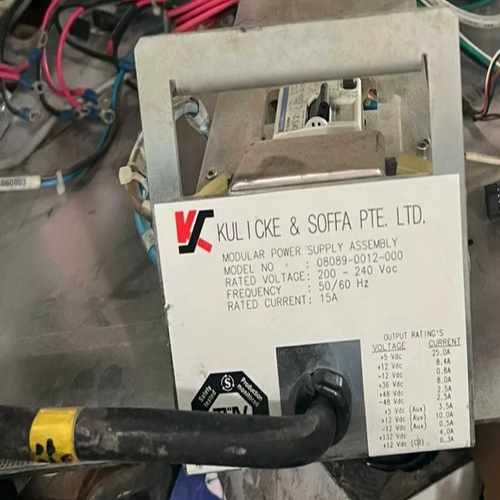 KULICKE & SOFFA PTE. LTD.
MODULAR POWER SUPPLY ASSEMBLY
MODEL NO : 08089-0012-000
RATED VOLTAGE: 200 - 240 Vac
FREQUENCY : 50/60 Hz
RATED CURRENT: 15A
OUTPUT RATING'S
VOLTAGE CURRENT
+5 Vdc 25.0A
+12 Vdc 8.4A
-12 Vdc 0.8A
+36 Vdc 8.0A
+48 Vdc 2.5A
-48 Vdc 2.5A
+5 Vdc (Aux) 3.5A
+12 Vdc (Aux) 10.0A
-12 Vdc (Aux) 0.5A
+132 Vdc 4.0A
+12 Vdc 0.3A
Safety tested
Production monitored